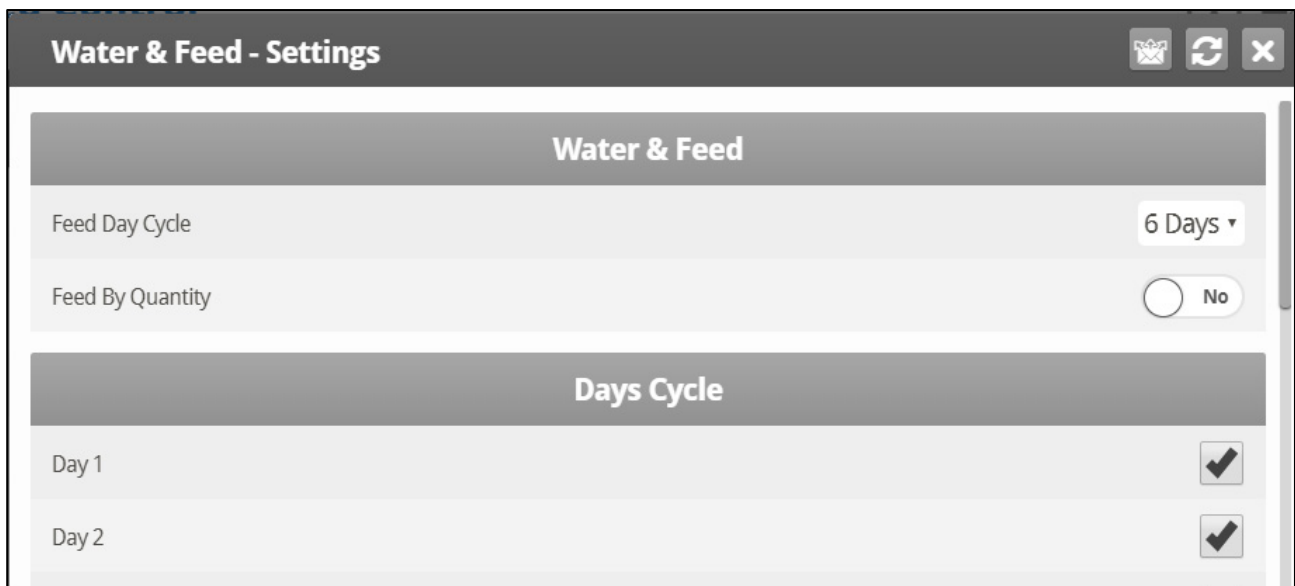 Water & Feed - Settings
Water & Feed
Feed Day Cycle
6 Days
Feed By Quantity
No
Days Cycle
Day 1
Day 2